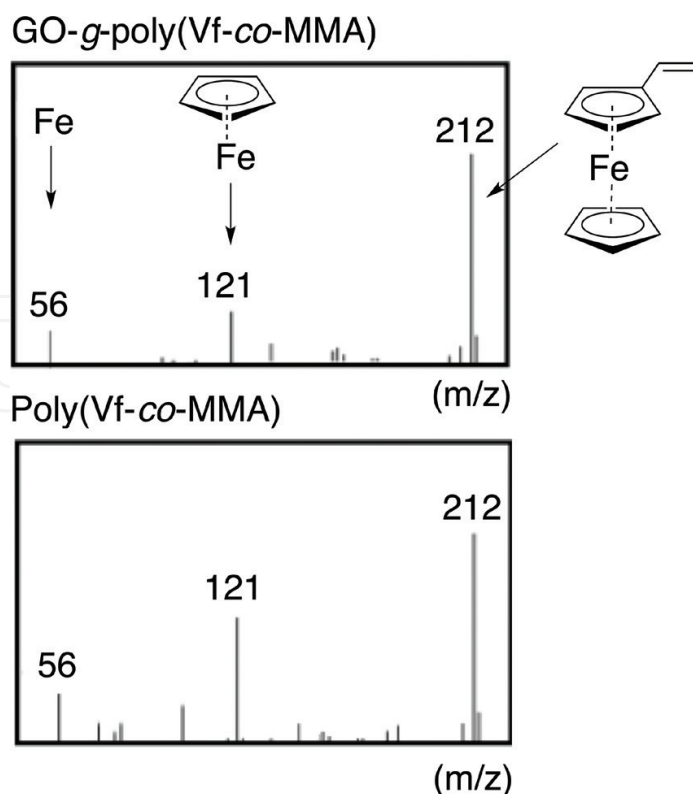 GO-g-poly(Vf-co-MMA)
Fe
Fe
212
Fe
56
121
(m/z)
Poly(Vf-co-MMA)
212
121
56
(m/z)